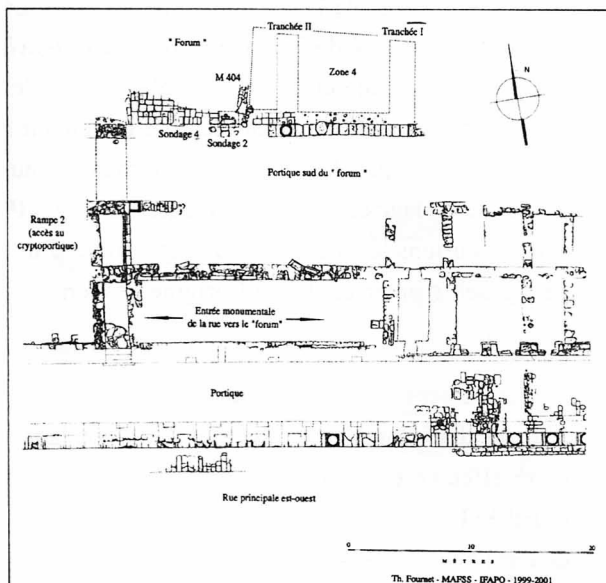 Tranchée II
Tranchée I
" Forum "
N
M 404
Zone 4
Sondage 4
Sondage 2
Portique sud du " forum "
Rampe 2
(accès au
cryptoportique)
Entrée monumentale
de la rue vers le "forum"
Portique
Rue principale est-ouest
0 10 20
MÈTRES
Th. Fournet - MAFSS - IFAPO - 1999-2001